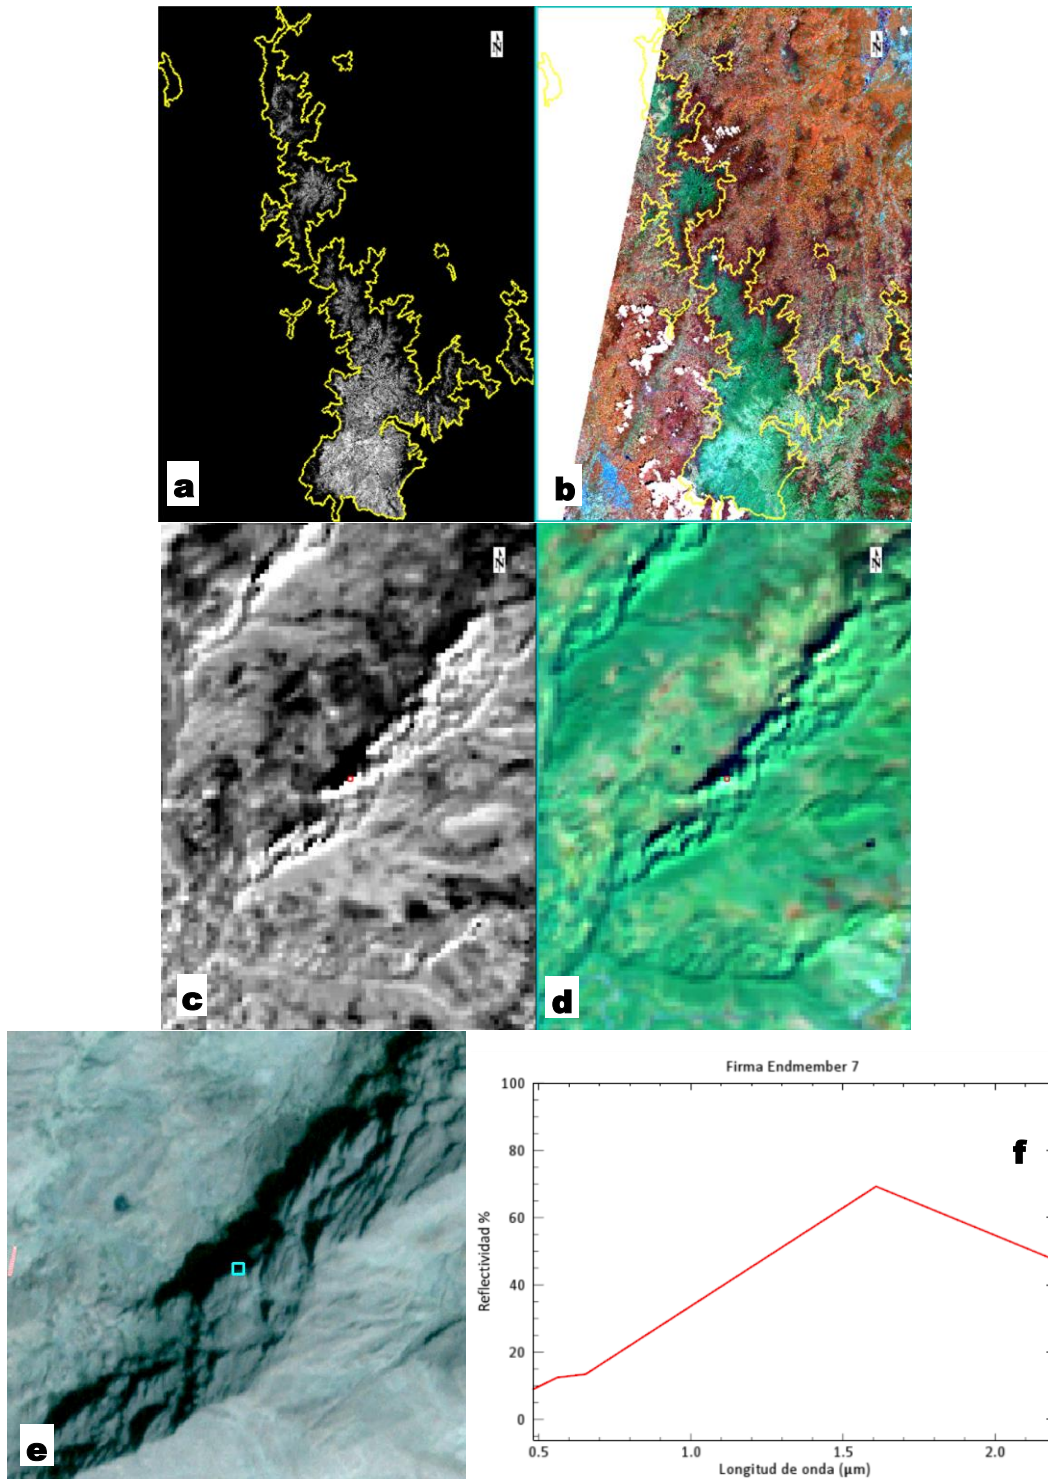 N
N
a
b
N
N
c
d
e
Firma Endmember 7
100
80
60
40
20
0
Reflectividad %
0.5
1.0
1.5
2.0
Longitud de onda (µm)
f